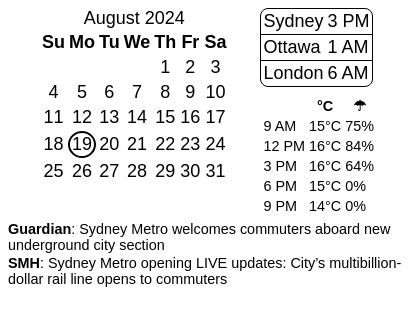 August 2024
Su Mo Tu We Th Fr Sa
1 2 3
4 5 6 7 8 9 10
11 12 13 14 15 16 17
18 19 20 21 22 23 24
25 26 27 28 29 30 31
Sydney 3 PM
Ottawa 1 AM
London 6 AM
°C ☂
9 AM 15°C 75%
12 PM 16°C 84%
3 PM 16°C 64%
6 PM 15°C 0%
9 PM 14°C 0%
Guardian: Sydney Metro welcomes commuters aboard new
underground city section
SMH: Sydney Metro opening LIVE updates: City’s multibillion-
dollar rail line opens to commuters